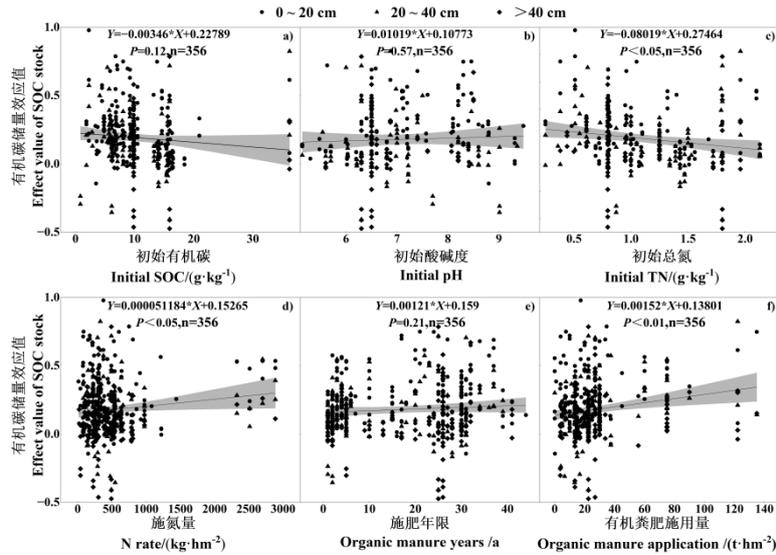 0 ~ 20 cm 20 ~ 40 cm ＞40 cm
Y=−0.00346*X+0.22789 a)
P=0.12,n=356
Y=0.01019*X+0.10773 b)
P=0.57,n=356
Y=-0.08019*X+0.27464 c)
P＜0.05,n=356
有机碳储量效应值
Effect value of SOC stock
1.0
0.5
0.0
−0.5
0 10 20 30
6 7 8 9
0.5 1.0 1.5 2.0
初始有机碳
Initial SOC/(g·kg⁻¹)
初始酸碱度
Initial pH
初始总氮
Initial TN/(g·kg⁻¹)
Y=0.000051184*X+0.15265 d)
P＜0.05,n=356
Y=0.00121*X+0.159 e)
P=0.21,n=356
Y=0.00152*X+0.13801 f)
P＜0.01,n=356
有机碳储量效应值
Effect value of SOC stock
1.0
0.5
0.0
−0.5
0 500 1000 1500 2000 2500 3000
0 10 20 30 40
0 20 40 60 80 100 120 140
施氮量
N rate/(kg·hm⁻²)
施肥年限
Organic manure years /a
有机粪肥施用量
Organic manure application /(t·hm⁻²)